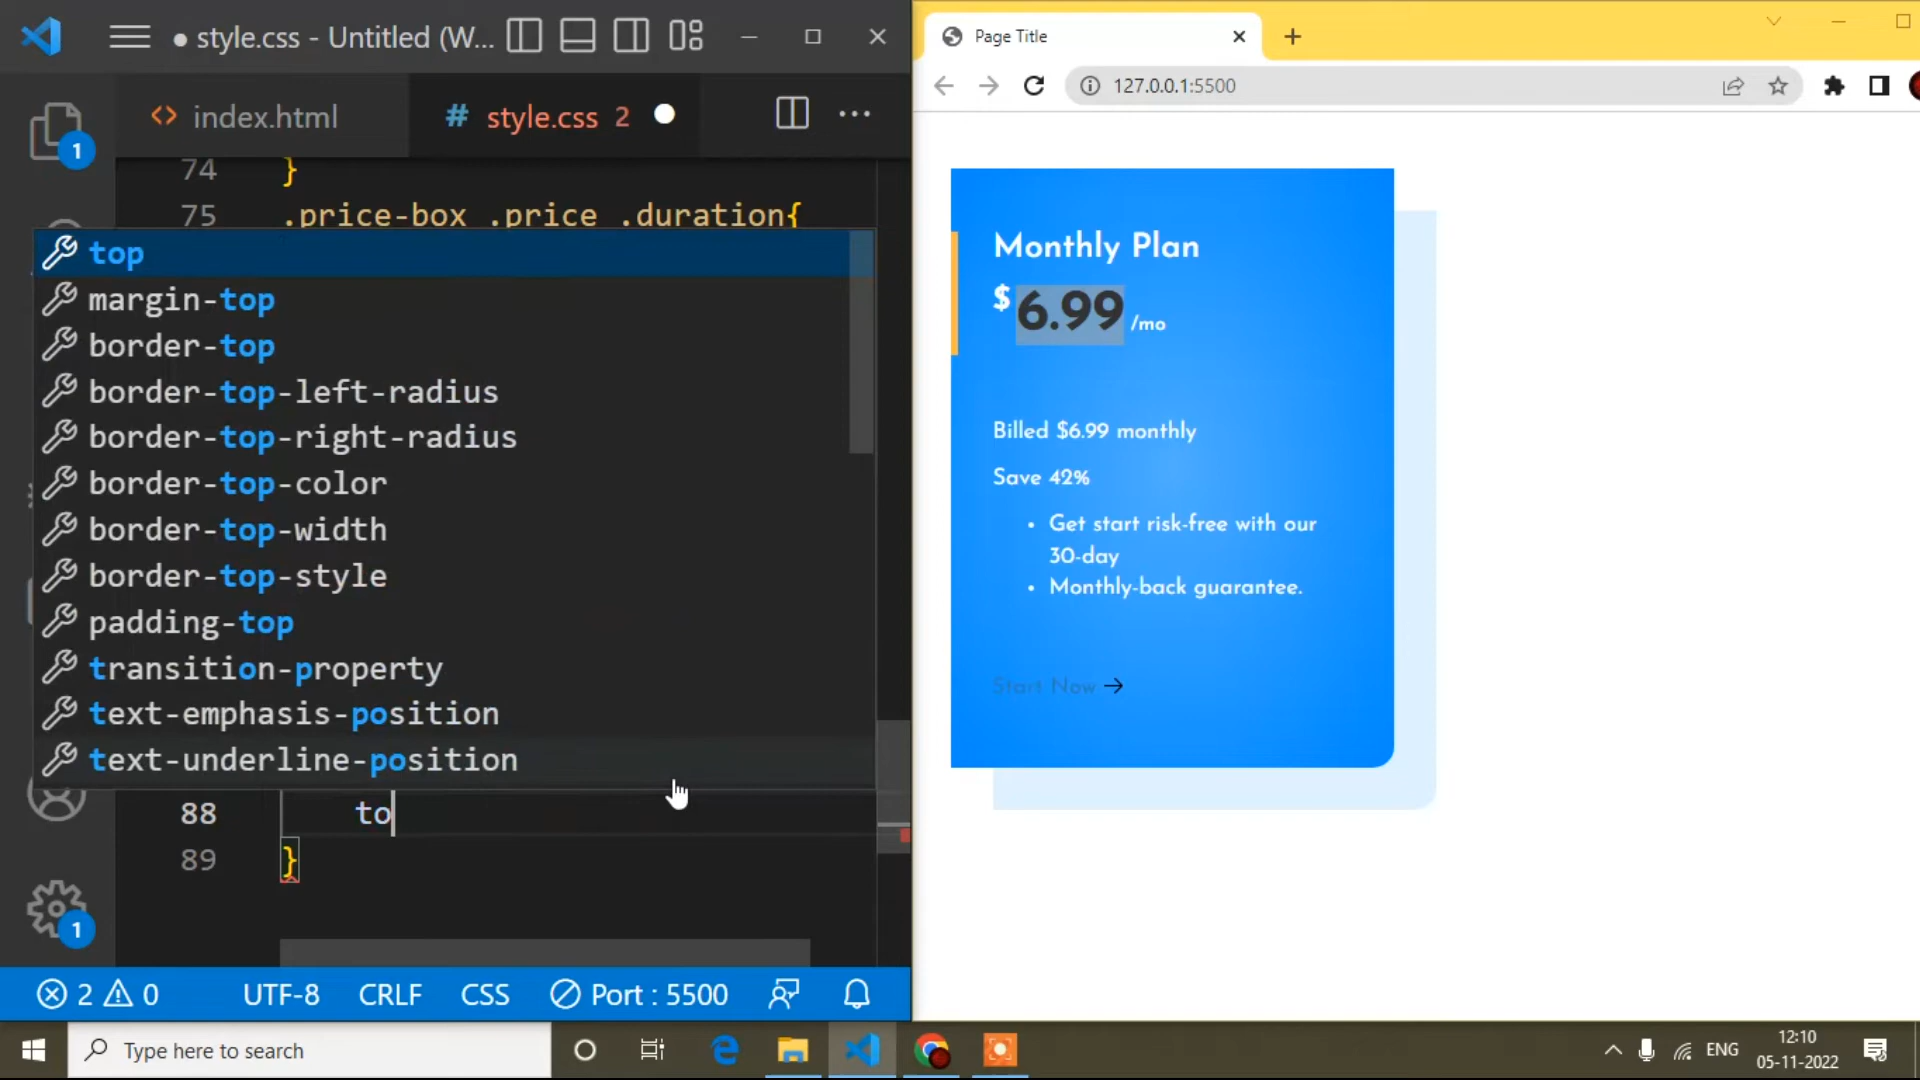 ● style.css - Untitled (W...
<> index.html
# style.css 2
74 }
75 .price-box .price .duration{
top
margin-top
border-top
border-top-left-radius
border-top-right-radius
border-top-color
border-top-width
border-top-style
padding-top
transition-property
text-emphasis-position
text-underline-position
88 to
89 }
1
1
2 0 UTF-8 CRLF CSS Port : 5500
Page Title
127.0.0.1:5500
Monthly Plan
$6.99 /mo
Billed $6.99 monthly
Save 42%
• Get start risk-free with our
30-day
• Monthly-back guarantee.
Start Now →
Type here to search
ENG
12:10
05-11-2022